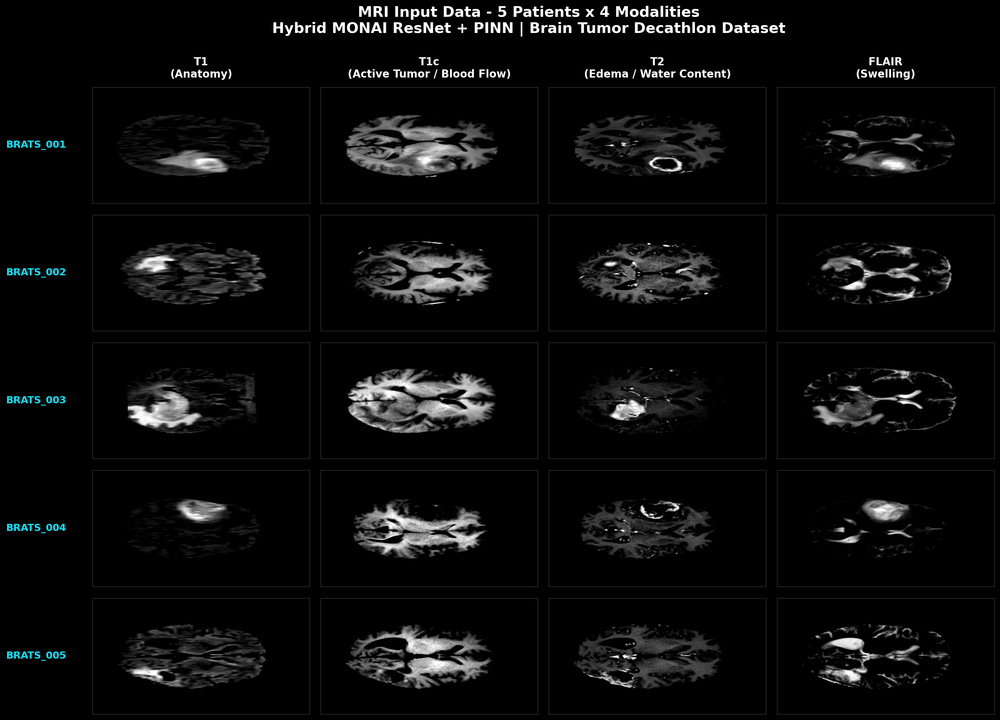 MRI Input Data - 5 Patients x 4 Modalities
Hybrid MONAI ResNet + PINN | Brain Tumor Decathlon Dataset
T1
(Anatomy)
T1c
(Active Tumor / Blood Flow)
T2
(Edema / Water Content)
FLAIR
(Swelling)
BRATS_001
BRATS_002
BRATS_003
BRATS_004
BRATS_005